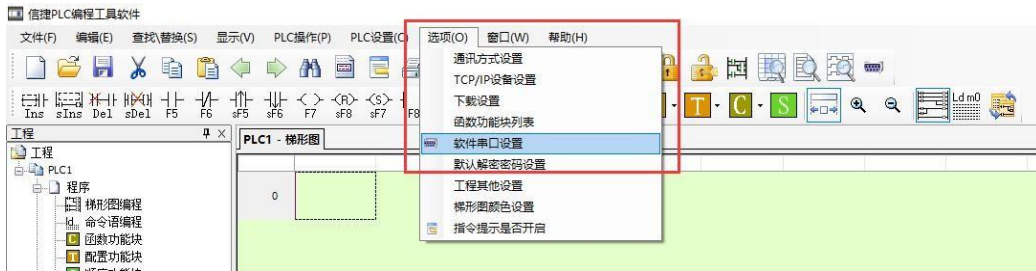 信捷PLC编程工具软件
文件(F) 编辑(E) 查找\替换(S) 显示(V) PLC操作(P) PLC设置(C) 选项(O) 窗口(W) 帮助(H)
通讯方式设置
TCP/IP设备设置
下载设置
函数功能块列表
软件串口设置
默认解密密码设置
工程其他设置
梯形图颜色设置
指令提示是否开启
Ins sIns Del sDel F5 F6 sF5 sF6 F7 sF8 sF7 F8
T C S Ld m0
工程
PLC1 - 梯形图
工程
PLC1
程序
梯形图编程
命令语编程
函数功能块
配置功能块
0